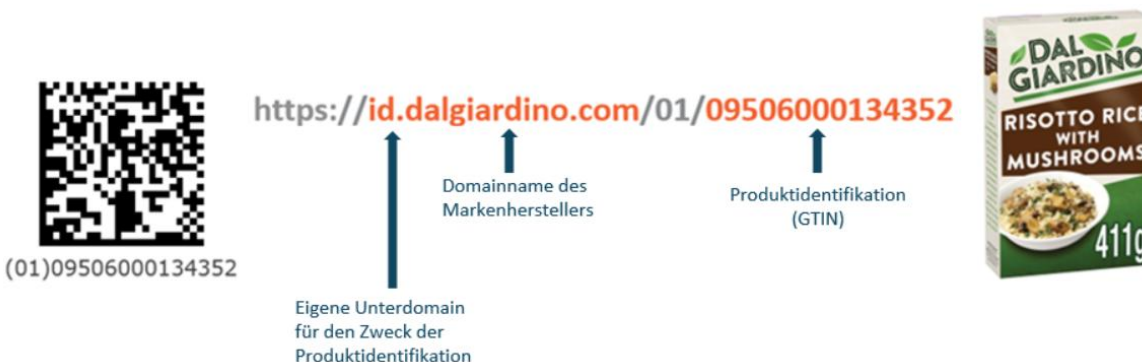 https://id.dalgiardino.com/01/09506000134352
(01)09506000134352
Domainname des
Markenherstellers
Produktidentifikation
(GTIN)
Eigene Unterdomain
für den Zweck der
Produktidentifikation
DAL
GIARDINO
RISOTTO RICE
WITH
MUSHROOMS
411g